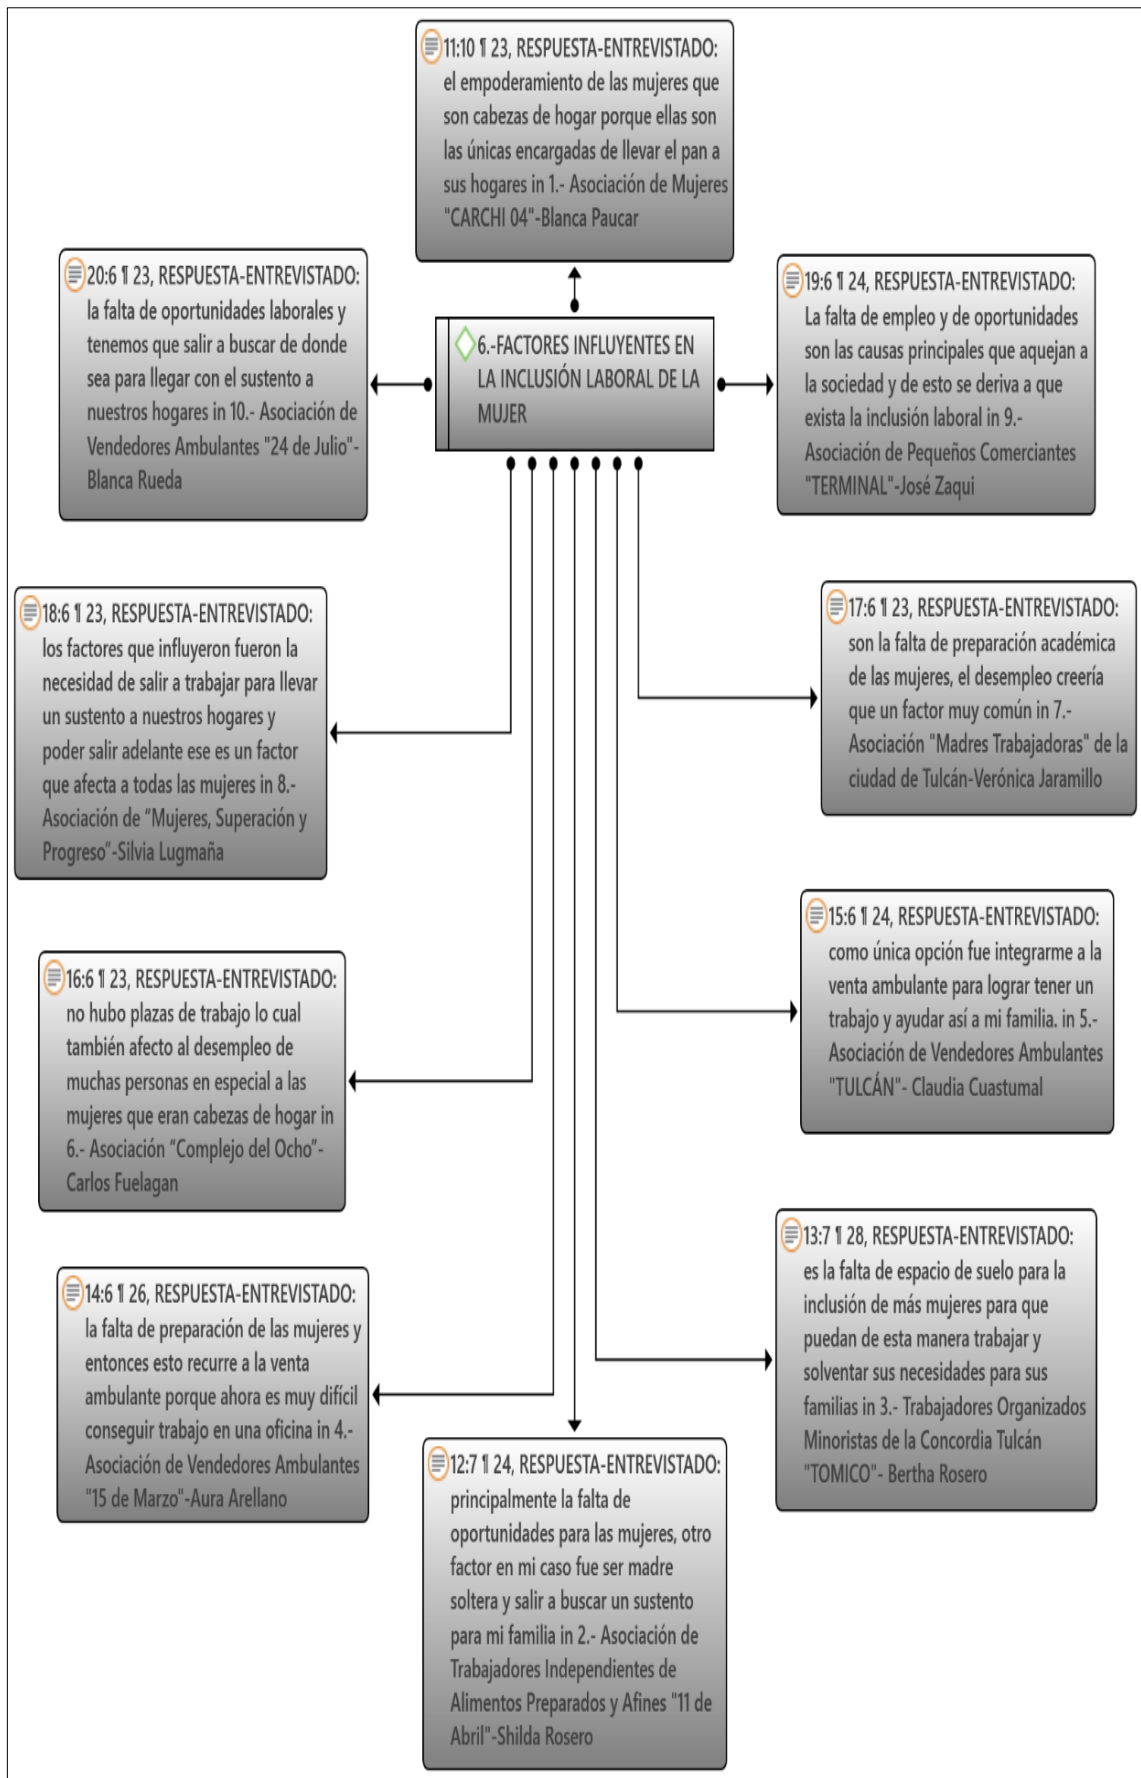 11:10 ¶ 23, RESPUESTA-ENTREVISTADO:
el empoderamiento de las mujeres que
son cabezas de hogar porque ellas son
las únicas encargadas de llevar el pan a
sus hogares in 1.- Asociación de Mujeres
"CARCHI 04"-Blanca Paucar
20:6 ¶ 23, RESPUESTA-ENTREVISTADO:
la falta de oportunidades laborales y
tenemos que salir a buscar de donde
sea para llegar con el sustento a
nuestros hogares in 10.- Asociación de
Vendedores Ambulantes "24 de Julio"-
Blanca Rueda
6.-FACTORES INFLUYENTES EN
LA INCLUSIÓN LABORAL DE LA
MUJER
19:6 ¶ 24, RESPUESTA-ENTREVISTADO:
La falta de empleo y de oportunidades
son las causas principales que aquejan a
la sociedad y de esto se deriva a que
exista la inclusión laboral in 9.-
Asociación de Pequeños Comerciantes
"TERMINAL"-José Zaqui
18:6 ¶ 23, RESPUESTA-ENTREVISTADO:
los factores que influyeron fueron la
necesidad de salir a trabajar para llevar
un sustento a nuestros hogares y
poder salir adelante ese es un factor
que afecta a todas las mujeres in 8.-
Asociación de “Mujeres, Superación y
Progreso”-Silvia Lugmaña
17:6 ¶ 23, RESPUESTA-ENTREVISTADO:
son la falta de preparación académica
de las mujeres, el desempleo creería
que un factor muy común in 7.-
Asociación "Madres Trabajadoras" de la
ciudad de Tulcán-Verónica Jaramillo
16:6 ¶ 23, RESPUESTA-ENTREVISTADO:
no hubo plazas de trabajo lo cual
también afecto al desempleo de
muchas personas en especial a las
mujeres que eran cabezas de hogar in
6.- Asociación “Complejo del Ocho”-
Carlos Fuelagan
15:6 ¶ 24, RESPUESTA-ENTREVISTADO:
como única opción fue integrarme a la
venta ambulante para lograr tener un
trabajo y ayudar así a mi familia. in 5.-
Asociación de Vendedores Ambulantes
"TULCÁN"- Claudia Cuastumal
14:6 ¶ 26, RESPUESTA-ENTREVISTADO:
la falta de preparación de las mujeres y
entonces esto recurre a la venta
ambulante porque ahora es muy difícil
conseguir trabajo en una oficina in 4.-
Asociación de Vendedores Ambulantes
"15 de Marzo"-Aura Arellano
13:7 ¶ 28, RESPUESTA-ENTREVISTADO:
es la falta de espacio de suelo para la
inclusión de más mujeres para que
puedan de esta manera trabajar y
solventar sus necesidades para sus
familias in 3.- Trabajadores Organizados
Minoristas de la Concordia Tulcán
"TOMICO"- Bertha Rosero
12:7 ¶ 24, RESPUESTA-ENTREVISTADO:
principalmente la falta de
oportunidades para las mujeres, otro
factor en mi caso fue ser madre
soltera y salir a buscar un sustento
para mi familia in 2.- Asociación de
Trabajadores Independientes de
Alimentos Preparados y Afines "11 de
Abril"-Shilda Rosero